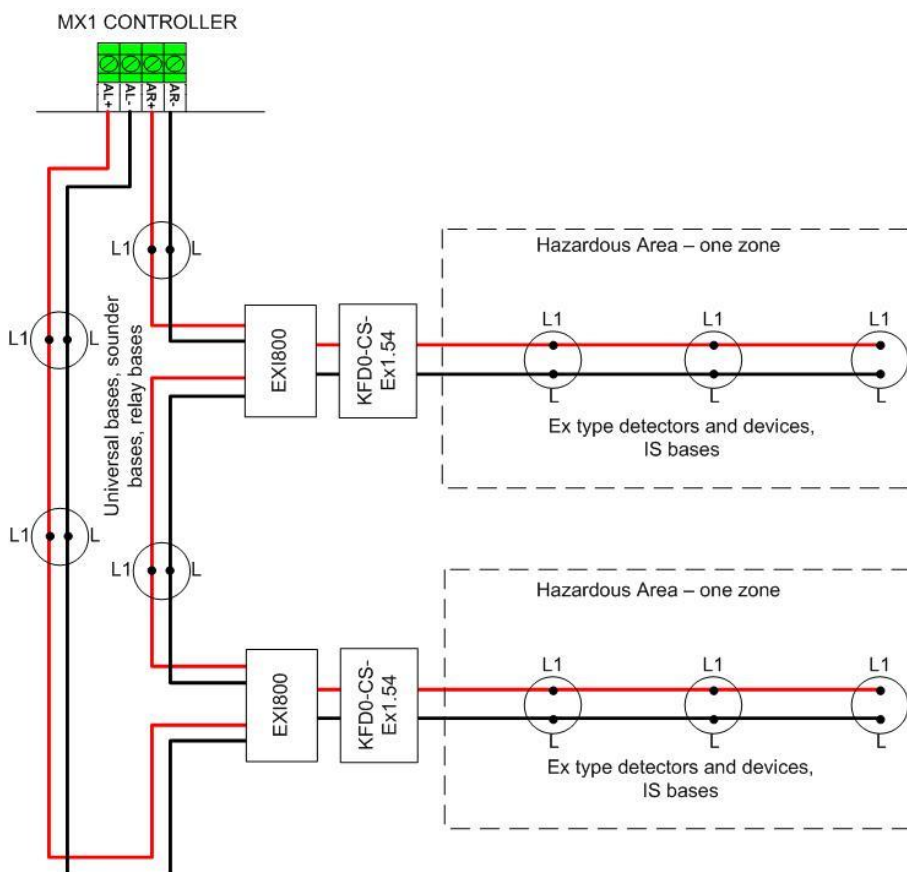 MX1 CONTROLLER
AL+
AL-
AR+
AR-
L1
L
Hazardous Area – one zone
L1
L1
L1
L1
L
Universal bases, sounder
bases, relay bases
EXI800
KFD0-CS-
Ex1.54
L
L
L
Ex type detectors and devices,
IS bases
L1
L
L1
L
Hazardous Area – one zone
L1
L1
L1
EXI800
KFD0-CS-
Ex1.54
L
L
L
Ex type detectors and devices,
IS bases